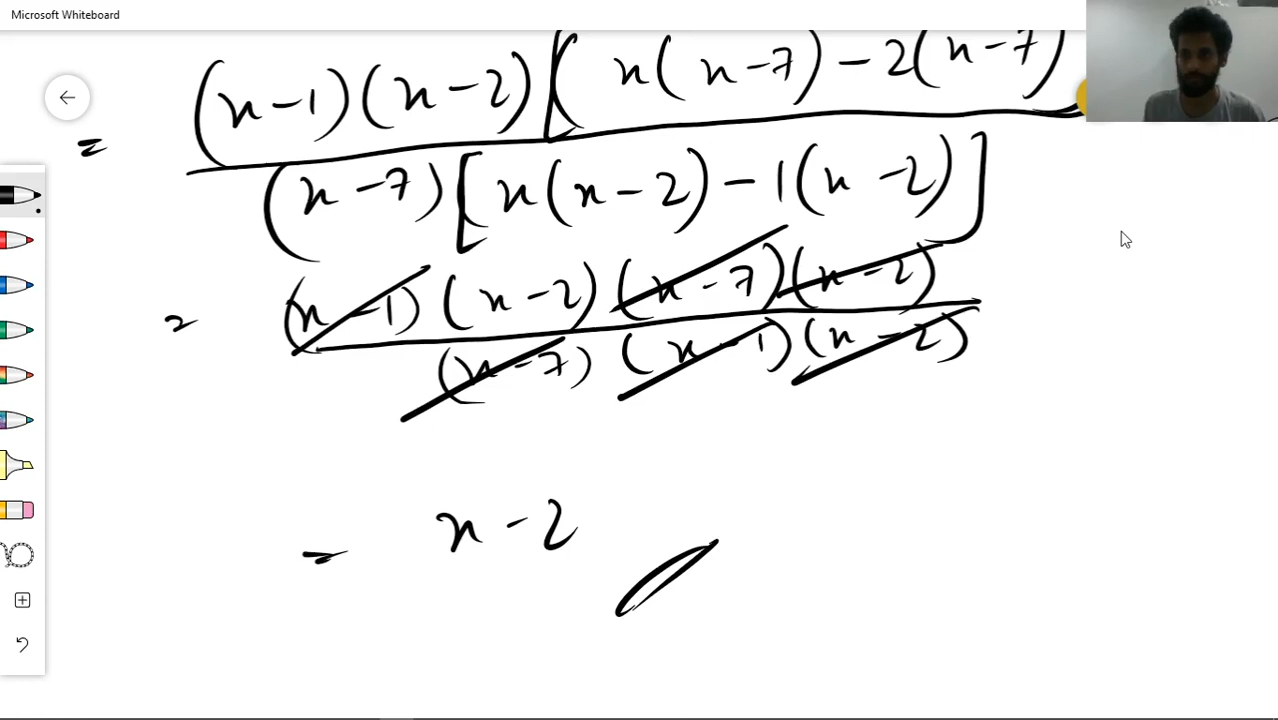 Microsoft Whiteboard
(x-1)(x-2)[(x(x-7)-2(x-7)
=
(x-7)[x(x-2)-1(x-2)]
(x-1)(x-2)(x-7)(x-2)
=
(x-7)(x-1)(x-2)
= x-2